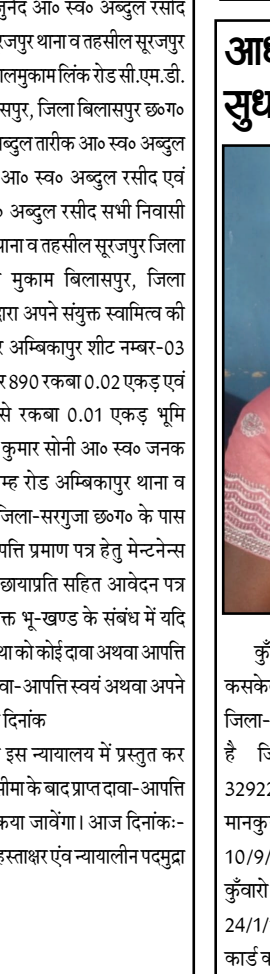 जुनैद आ० स्व० अब्दुल रसीद
रजपुर थाना व तहसील सूरजपुर
ालमुकाम लिंक रोड सी.एम.डी.
सपुर, जिला बिलासपुर छ०ग०
ब्दुल तारीक आ० स्व० अब्दुल
आ० स्व० अब्दुल रसीद एवं
० अब्दुल रसीद सभी निवासी
थाना व तहसील सूरजपुर जिला
मुकाम बिलासपुर, जिला
ारा अपने संयुक्त स्वामित्व की
र अम्बिकापुर शीट नम्बर-03
र 890 रकबा 0.02 एकड़ एवं
से रकबा 0.01 एकड़ भूमि
कुमार सोनी आ० स्व० जनक
म्ह रोड अम्बिकापुर थाना व
जिला-सरगुजा छ०ग० के पास
पत्ति प्रमाण पत्र हेतु मेन्टनेन्स
छायाप्रति सहित आवेदन पत्र
क्त भू-खण्ड के संबंध में यदि
था को कोई दावा अथवा आपत्ति
वा-आपत्ति स्वयं अथवा अपने
दिनांक
इस न्यायालय में प्रस्तुत कर
ीमा के बाद प्राप्त दावा-आपत्ति
कया जावेंगा। आज दिनांकः-
हस्ताक्षर एंव न्यायालीन पदमुद्रा
आध
सुध
कुँ
कसके
जिला-
है जि
32922
मानकु
10/9/
कुँवारो
24/1/
कार्ड क